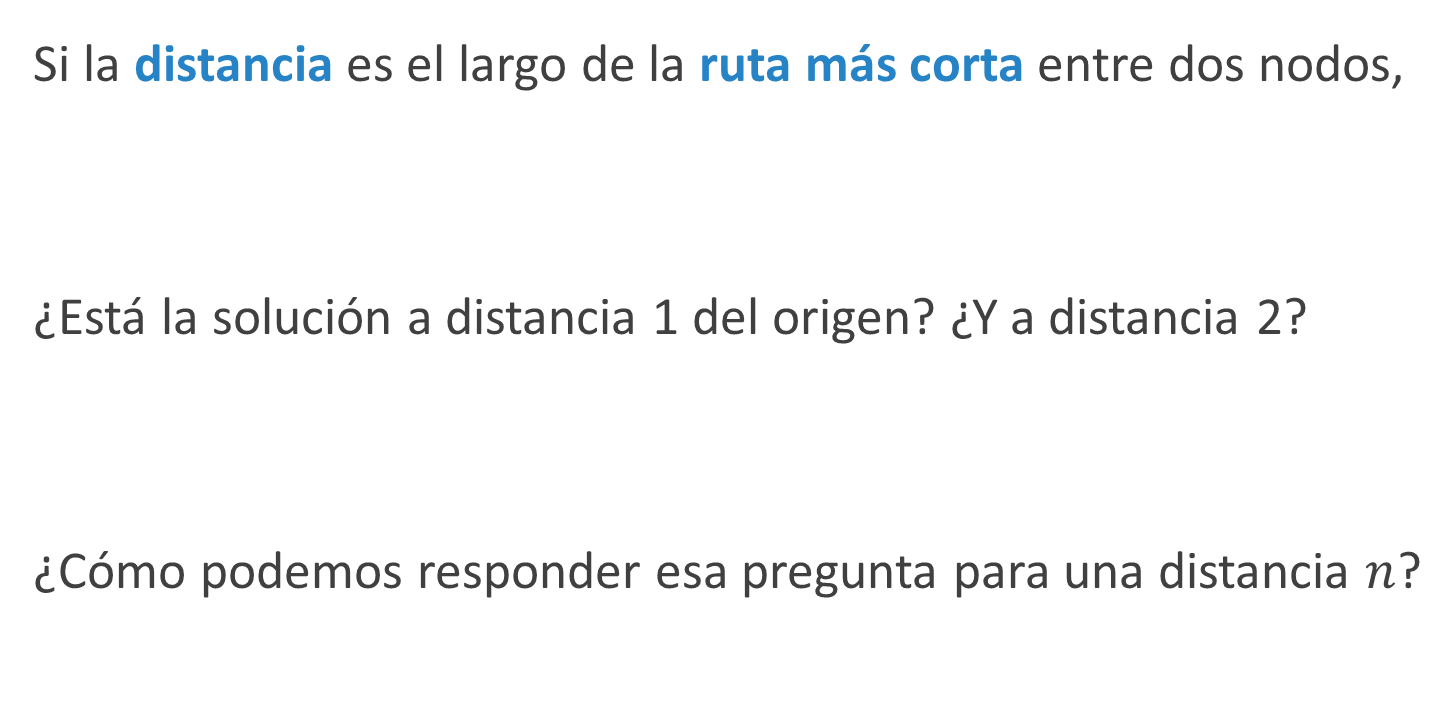 Si la distancia es el largo de la ruta más corta entre dos nodos,
¿Está la solución a distancia 1 del origen? ¿Y a distancia 2?
¿Cómo podemos responder esa pregunta para una distancia n?